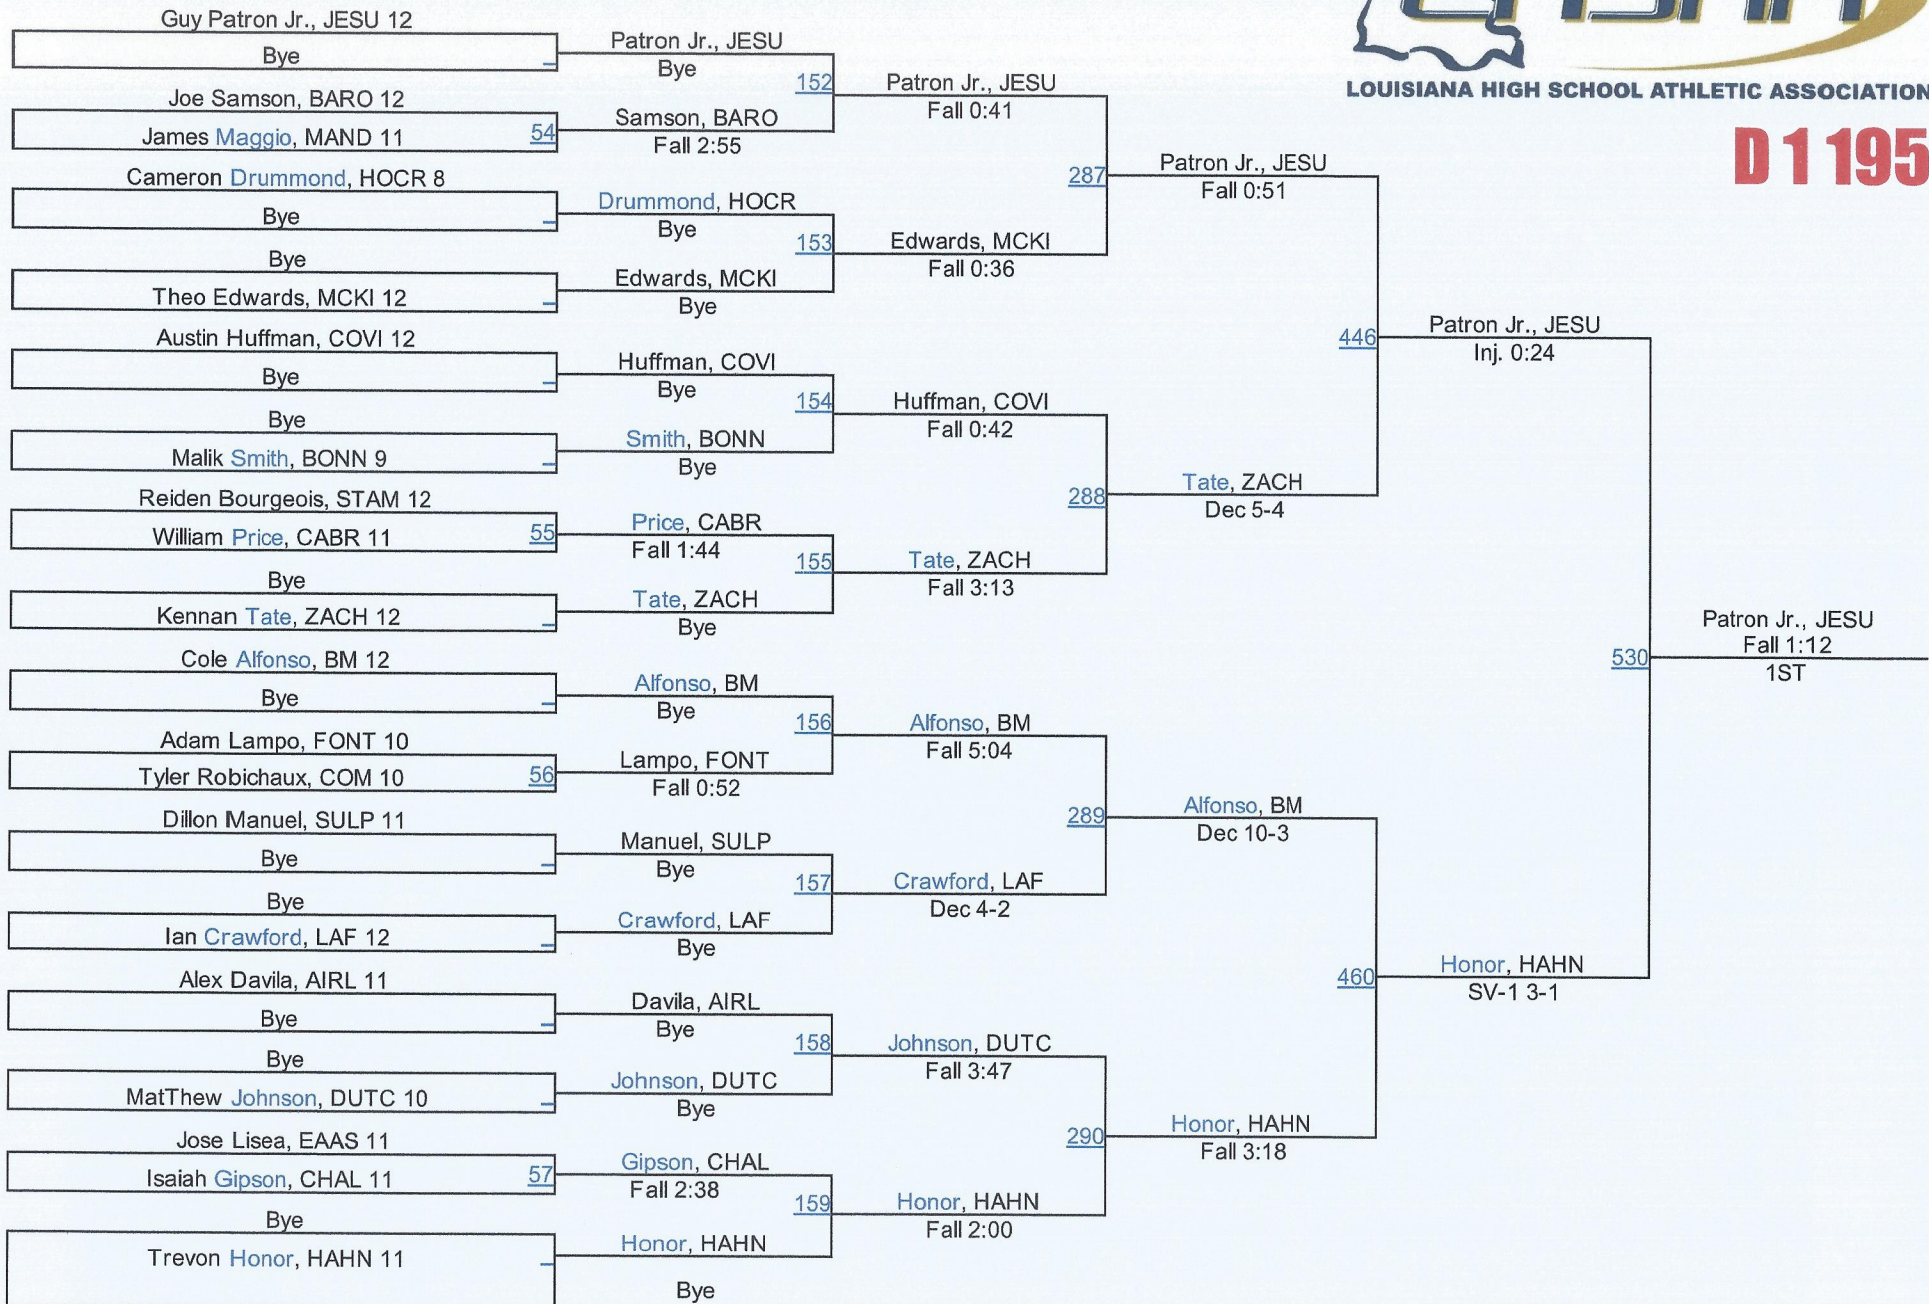 LHSAA
LOUISIANA HIGH SCHOOL ATHLETIC ASSOCIATION
D 1 195
Guy Patron Jr., JESU 12
Bye
Joe Samson, BARO 12
James Maggio, MAND 11
54
Cameron Drummond, HOCR 8
Bye
Bye
Theo Edwards, MCKI 12
Austin Huffman, COVI 12
Bye
Bye
Malik Smith, BONN 9
Reiden Bourgeois, STAM 12
William Price, CABR 11
55
Bye
Kennan Tate, ZACH 12
Cole Alfonso, BM 12
Bye
Adam Lampo, FONT 10
Tyler Robichaux, COM 10
56
Dillon Manuel, SULP 11
Bye
Bye
Ian Crawford, LAF 12
Alex Davila, AIRL 11
Bye
Bye
MatThew Johnson, DUTC 10
Jose Lisea, EAAS 11
Isaiah Gipson, CHAL 11
57
Bye
Trevon Honor, HAHN 11
Patron Jr., JESU
Bye
152
Samson, BARO
Fall 2:55
Drummond, HOCR
Bye
153
Edwards, MCKI
Bye
Huffman, COVI
Bye
154
Smith, BONN
Bye
Price, CABR
Fall 1:44
155
Tate, ZACH
Bye
Alfonso, BM
Bye
156
Lampo, FONT
Fall 0:52
Manuel, SULP
Bye
157
Crawford, LAF
Bye
Davila, AIRL
Bye
158
Johnson, DUTC
Bye
Gipson, CHAL
Fall 2:38
159
Honor, HAHN
Bye
Patron Jr., JESU
Fall 0:41
287
Edwards, MCKI
Fall 0:36
Huffman, COVI
Fall 0:42
288
Tate, ZACH
Fall 3:13
Alfonso, BM
Fall 5:04
289
Crawford, LAF
Dec 4-2
Johnson, DUTC
Fall 3:47
290
Honor, HAHN
Fall 2:00
Patron Jr., JESU
Fall 0:51
446
Tate, ZACH
Dec 5-4
Alfonso, BM
Dec 10-3
460
Honor, HAHN
Fall 3:18
Patron Jr., JESU
Inj. 0:24
530
Honor, HAHN
SV-1 3-1
Patron Jr., JESU
Fall 1:12
1ST